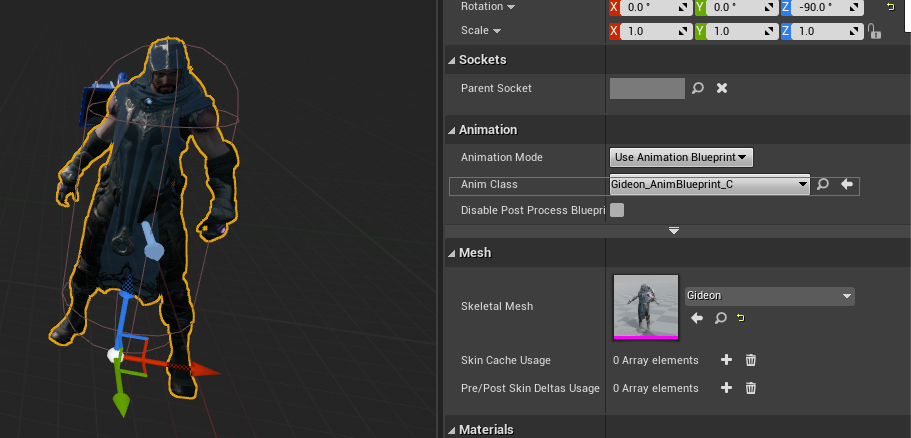 Rotation X 0.0 ° Y 0.0 ° Z -90.0 °
Scale X 1.0 Y 1.0 Z 1.0
Sockets
Parent Socket
Animation
Animation Mode Use Animation Blueprint
Anim Class Gideon_AnimBlueprint_C
Disable Post Process Bluepri
Mesh
Skeletal Mesh Gideon
Skin Cache Usage 0 Array elements
Pre/Post Skin Deltas Usage 0 Array elements
Materials